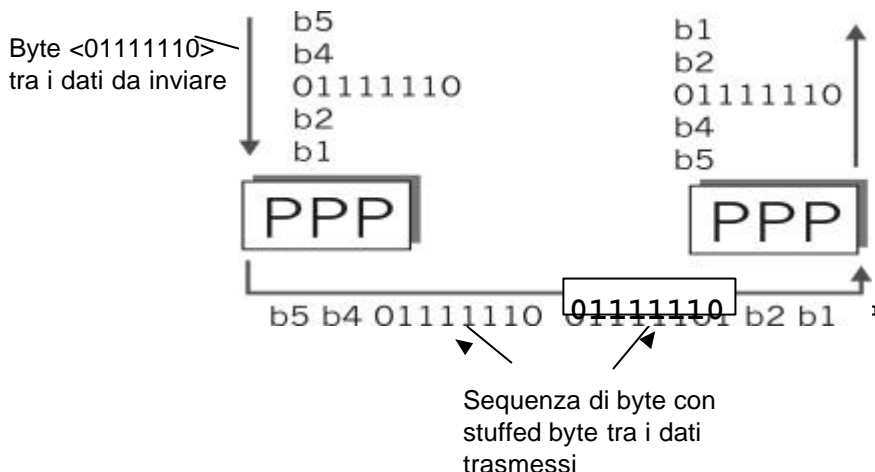 Byte <01111110>
tra i dati da inviare
b5
b4
01111110
b2
b1
b1
b2
01111110
b4
b5
PPP
PPP
b5 b4 01111110 01111110 b2 b1
Sequenza di byte con
stuffed byte tra i dati
trasmessi